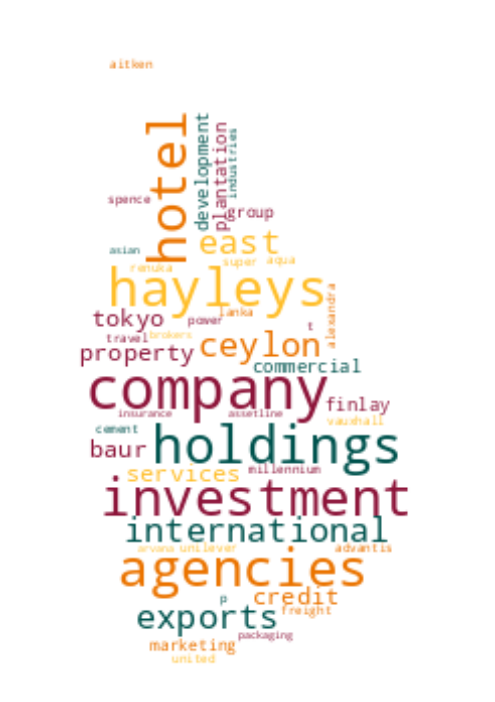 aitken
hotel
development
plantation
industries
spence
group
asian
east
renuka
super
aqua
hayleys
alexandra
tokyo
power
lanka
t
travel
brokers
property
ceylon
commercial
company
finlay
insurance
assetline
vauxhall
cement
baur
holdings
services
millennium
investment
international
arvana
unilever
advantis
agencies
p
credit
exports
freight
packaging
marketing
united